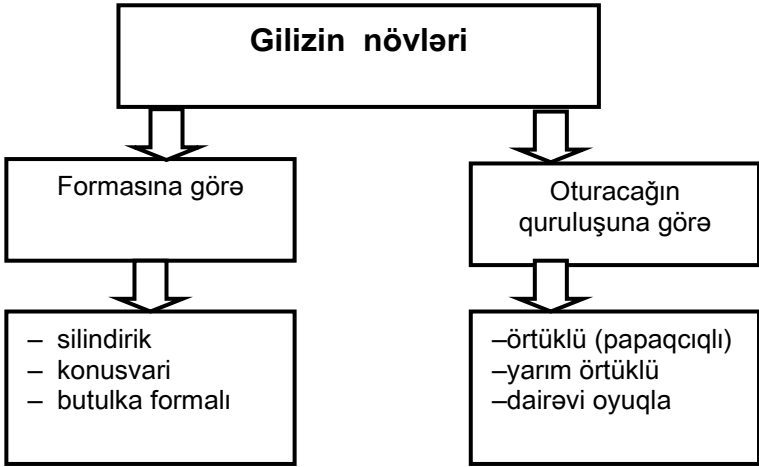 Gilizin növləri
Formasına görə
Oturacağın
quruluşuna görə
– silindirik
– konusvari
– butulka formalı
–örtüklü (papaqcıqlı)
–yarım örtüklü
–dairəvi oyuqla